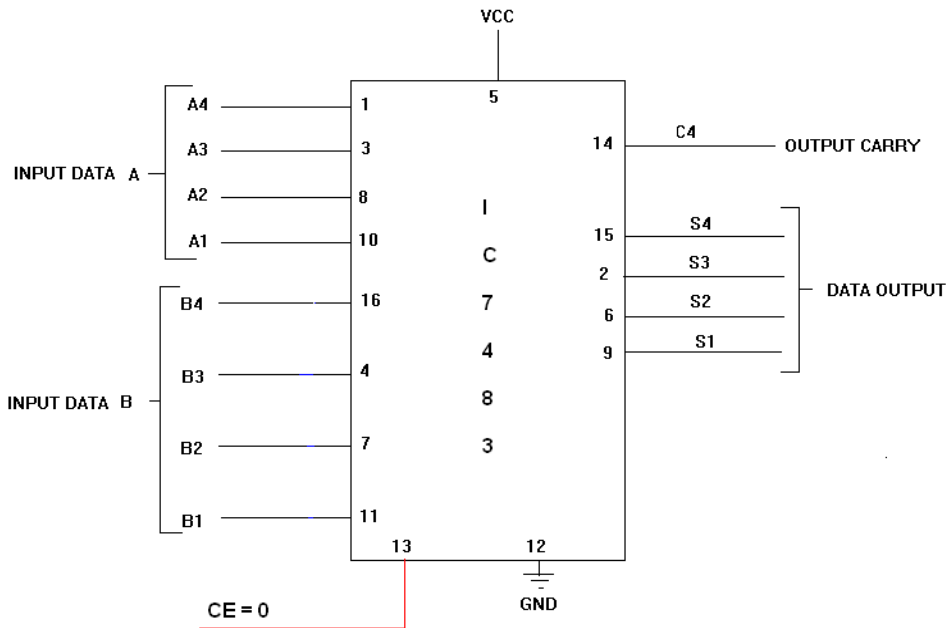 VCC
5
A4
1
14
C4
OUTPUT CARRY
A3
3
INPUT DATA A
A2
8
A1
10
I
C
7
4
8
3
15
S4
2
S3
6
S2
9
S1
DATA OUTPUT
B4
16
B3
4
INPUT DATA B
B2
7
B1
11
13
12
CE = 0
GND